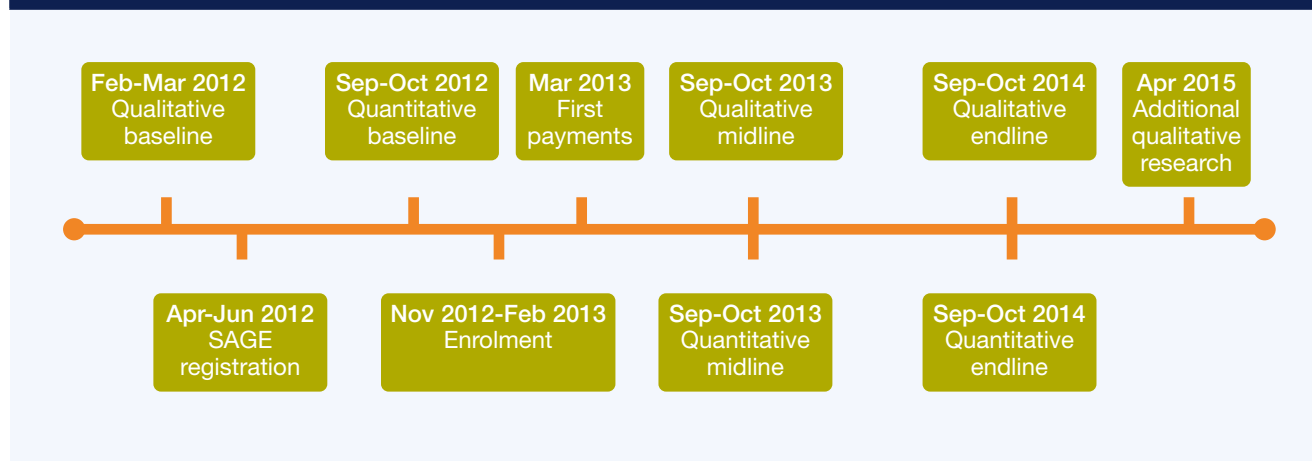 Feb-Mar 2012
Qualitative
baseline
Sep-Oct 2012
Quantitative
baseline
Mar 2013
First
payments
Sep-Oct 2013
Qualitative
midline
Sep-Oct 2014
Qualitative
endline
Apr 2015
Additional
qualitative
research
Apr-Jun 2012
SAGE
registration
Nov 2012-Feb 2013
Enrolment
Sep-Oct 2013
Quantitative
midline
Sep-Oct 2014
Quantitative
endline